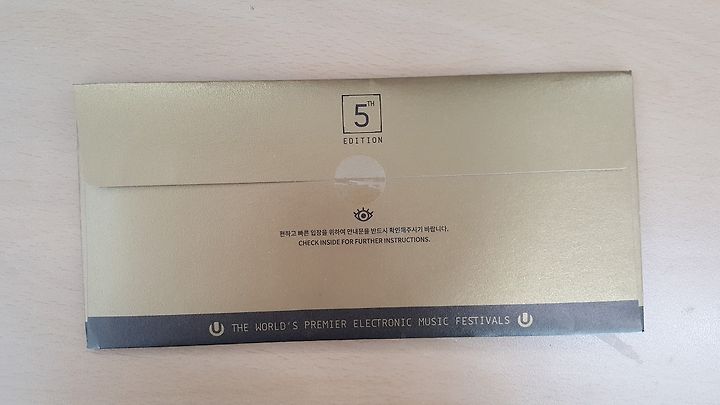 5TH
EDITION
편하고 빠른 입장을 위하여 안내문을 반드시 확인해주시기 바랍니다.
CHECK INSIDE FOR FURTHER INSTRUCTIONS.
THE WORLD'S PREMIER ELECTRONIC MUSIC FESTIVALS